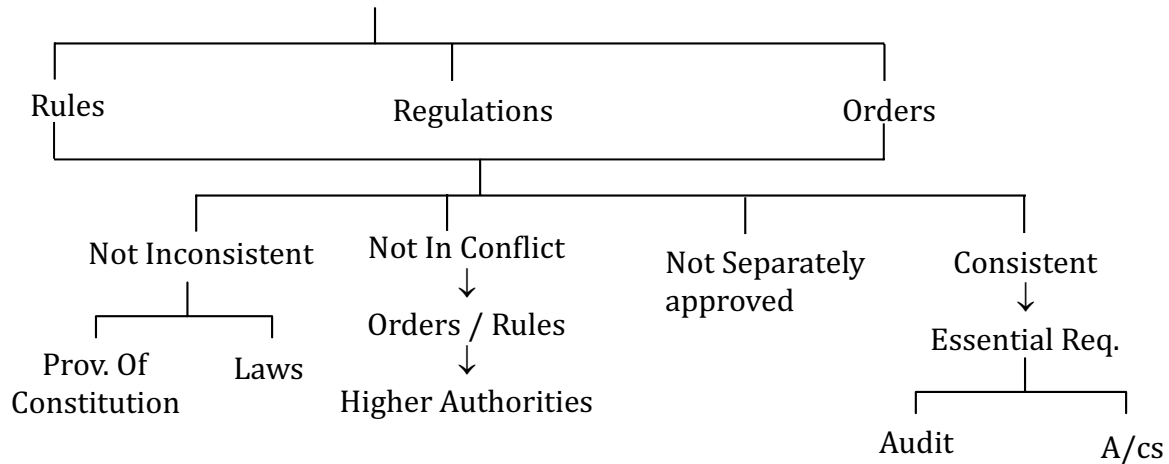 Rules
Regulations
Orders
Not Inconsistent
Not In Conflict
Not Separately
approved
Consistent
Orders / Rules
Essential Req.
Prov. Of
Constitution
Laws
Higher Authorities
Audit
A/cs